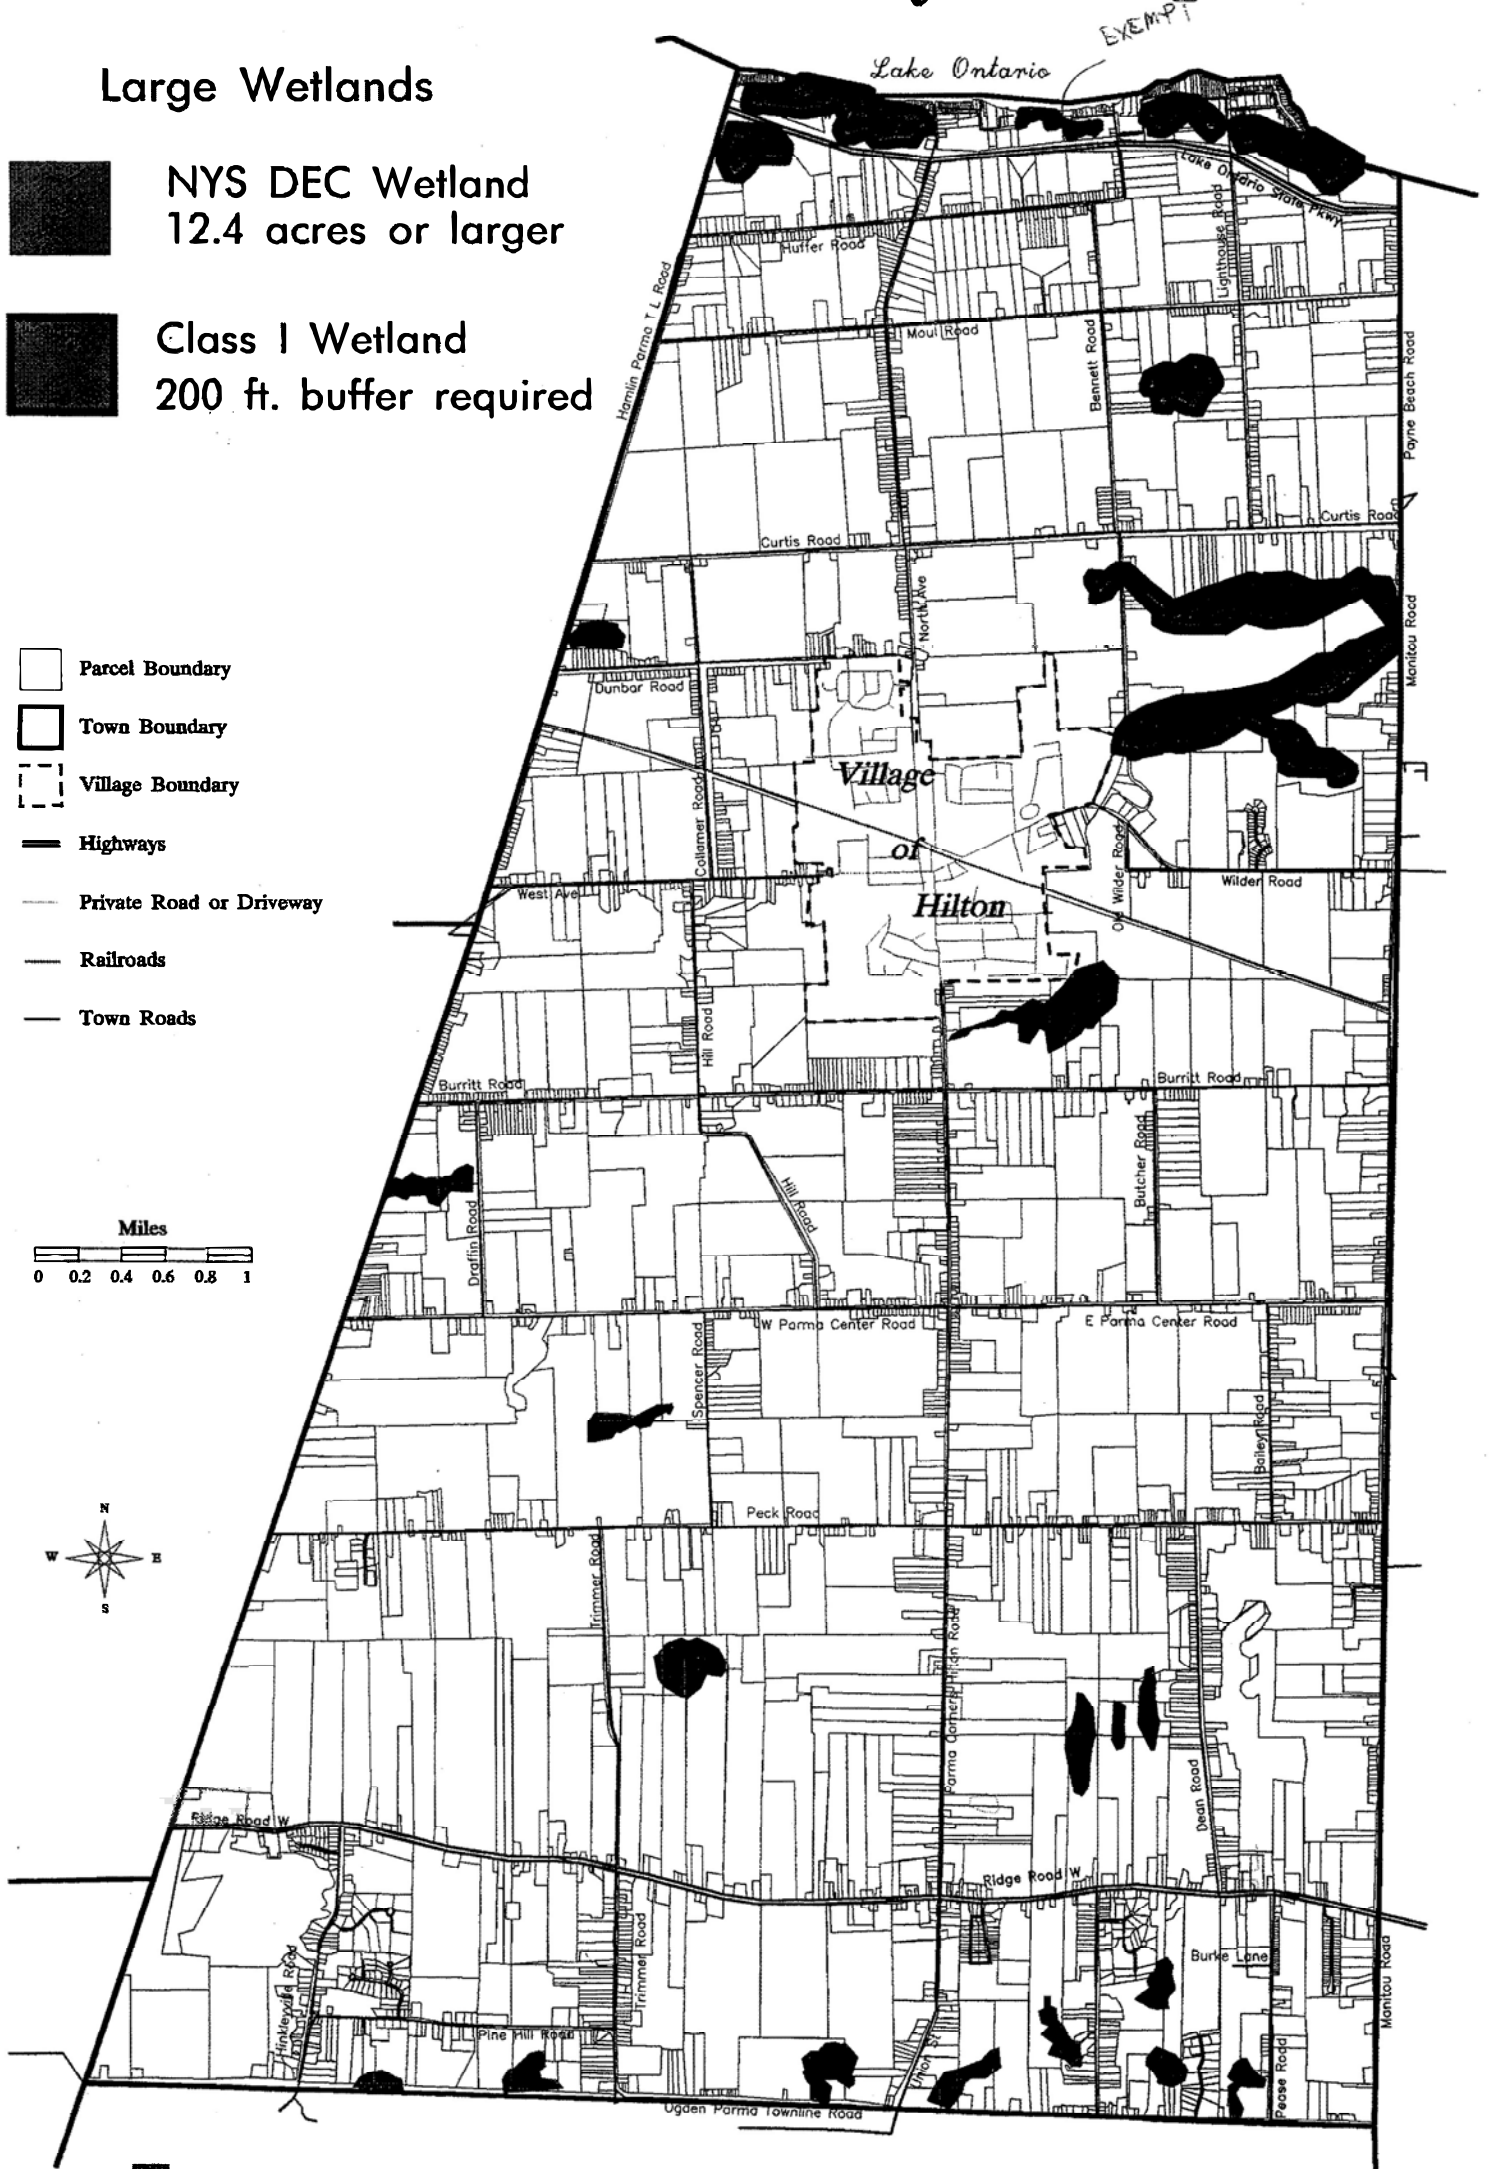 EXEMPT
Lake Ontario
Large Wetlands
NYS DEC Wetland
12.4 acres or larger
Class I Wetland
200 ft. buffer required
Lake Ontario State Pkwy
Lighthouse Road
Huffer Road
Hamlin Parma T L Road
Moul Road
Bennett Road
Payne Beach Road
Curtis Road
Curtis Road
North Ave
Manitou Road
Parcel Boundary
Town Boundary
Village Boundary
Highways
Private Road or Driveway
Railroads
Town Roads
Dunbar Road
Collamer Road
Village
of
Hilton
Old Wilder Road
Wilder Road
West Ave
Hill Road
Burritt Road
Burritt Road
Butcher Road
Hill Road
Draffin Road
Miles
0 0.2 0.4 0.6 0.8 1
W Parma Center Road
E Parma Center Road
Spencer Road
Bailey Road
Peck Road
N
W E
S
Trimmer Road
Parma Corners Hilton Road
Dean Road
Ridge Road W
Ridge Road W
Burke Lane
Hinkleyville Road
Trimmer Road
Manitou Road
Pine Hill Road
Union St
Pease Road
Ogden Parma Townline Road